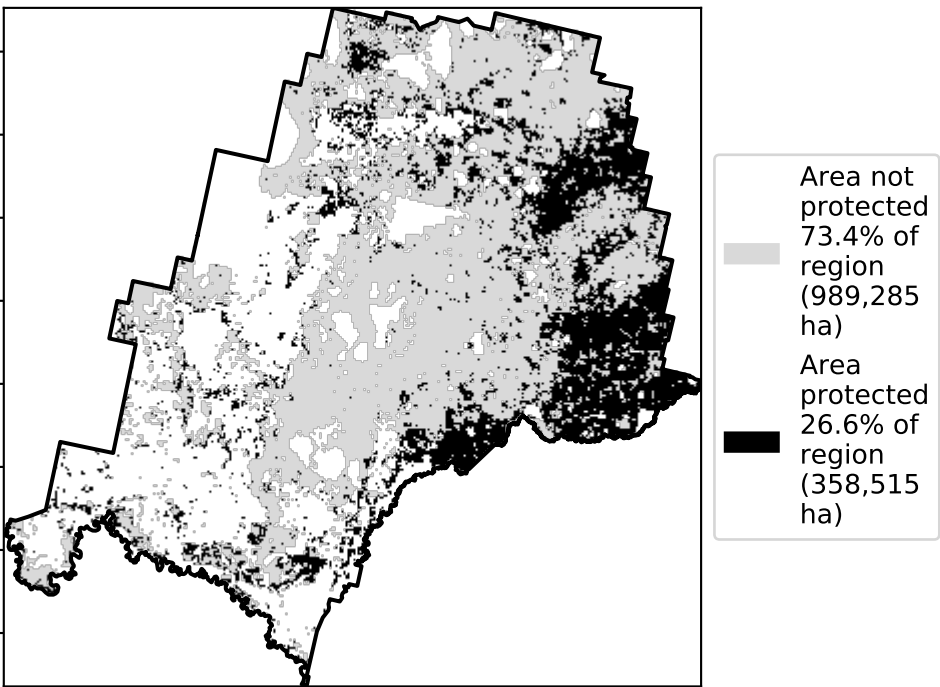 Area not
protected
73.4% of
region
(989,285
ha)
Area
protected
26.6% of
region
(358,515
ha)